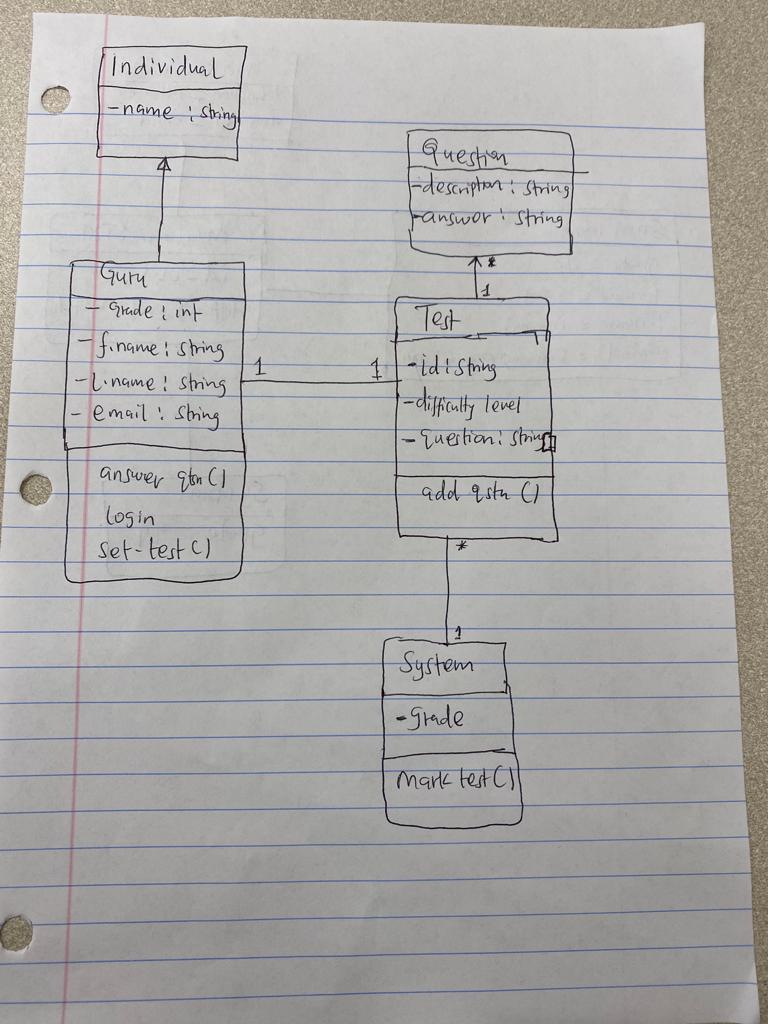 Individual
-name : string
Question
-description : string
-answer : string
*
1
Guru
- grade : int
- f.name : string
- l.name : string
- email : string
answer qtn ()
login
set-test ()
1
1
Test
-id : string
-difficulty level
- question : string
add qstn ()
*
1
System
-grade
mark test ()